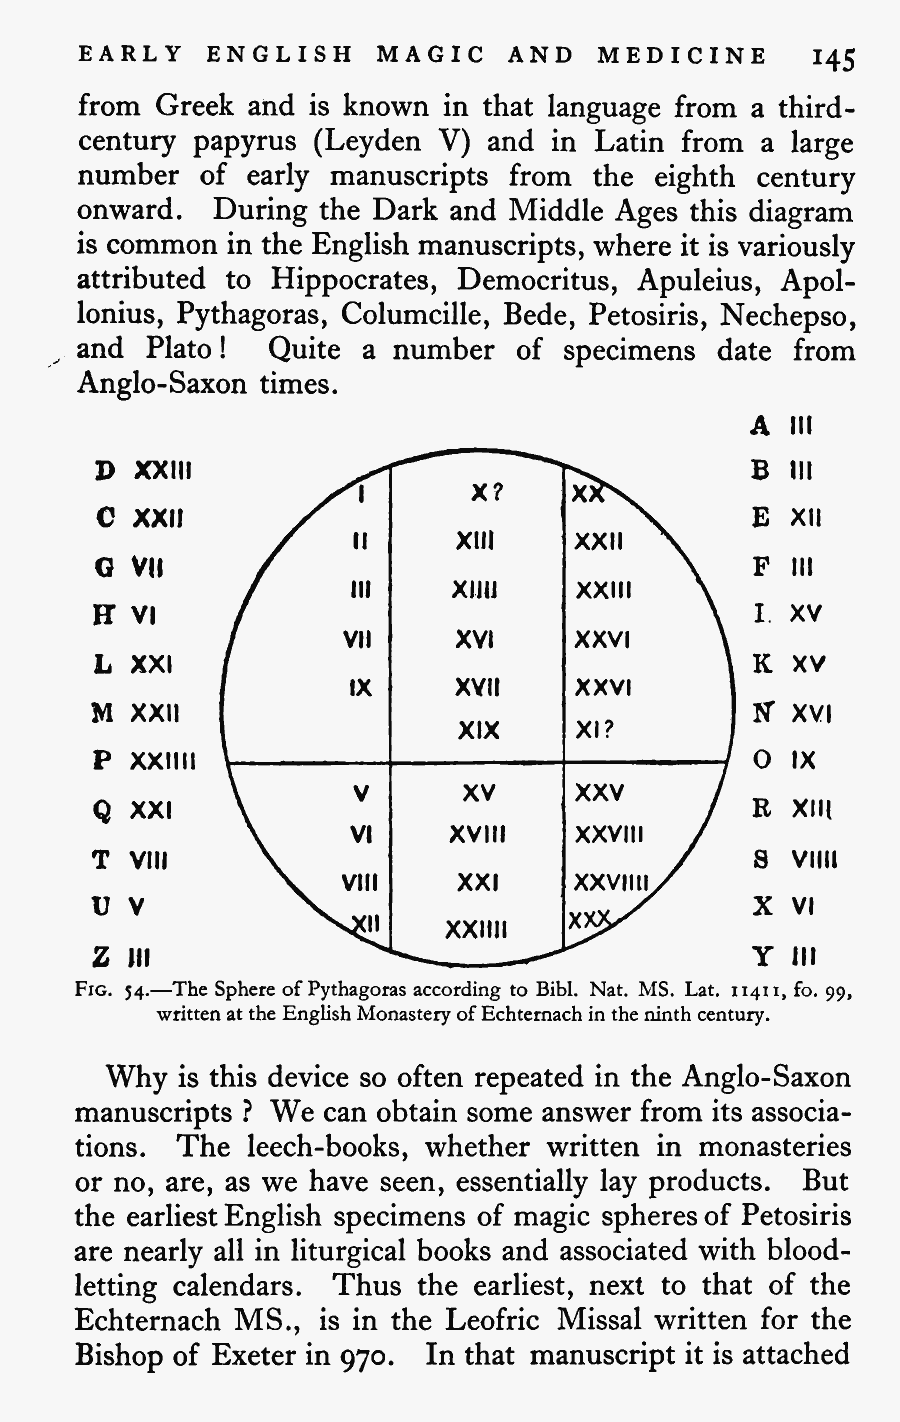 EARLY ENGLISH MAGIC AND MEDICINE 145
from Greek and is known in that language from a third-
century papyrus (Leyden V) and in Latin from a large
number of early manuscripts from the eighth century
onward. During the Dark and Middle Ages this diagram
is common in the English manuscripts, where it is variously
attributed to Hippocrates, Democritus, Apuleius, Apol-
lonius, Pythagoras, Columcille, Bede, Petosiris, Nechepso,
and Plato! Quite a number of specimens date from
Anglo-Saxon times.
A III
D XXIII
C XXII
G VII
H VI
L XXI
M XXII
P XXIIII
Q XXI
T VIII
U V
Z III
I X? XX
II XIII XXII
III XIIII XXIII
VII XVI XXVI
IX XVII XXVI
XIX XI?
V XV XXV
VI XVIII XXVIII
VIII XXI XXVIIII
XII XXIIII XXX
B III
E XII
F III
I. XV
K XV
N XVI
O IX
R XIII
S VIIII
X VI
Y III
FIG. 54.—The Sphere of Pythagoras according to Bibl. Nat. MS. Lat. 11411, fo. 99,
written at the English Monastery of Echternach in the ninth century.
Why is this device so often repeated in the Anglo-Saxon
manuscripts? We can obtain some answer from its associa-
tions. The leech-books, whether written in monasteries
or no, are, as we have seen, essentially lay products. But
the earliest English specimens of magic spheres of Petosiris
are nearly all in liturgical books and associated with blood-
letting calendars. Thus the earliest, next to that of the
Echternach MS., is in the Leofric Missal written for the
Bishop of Exeter in 970. In that manuscript it is attached